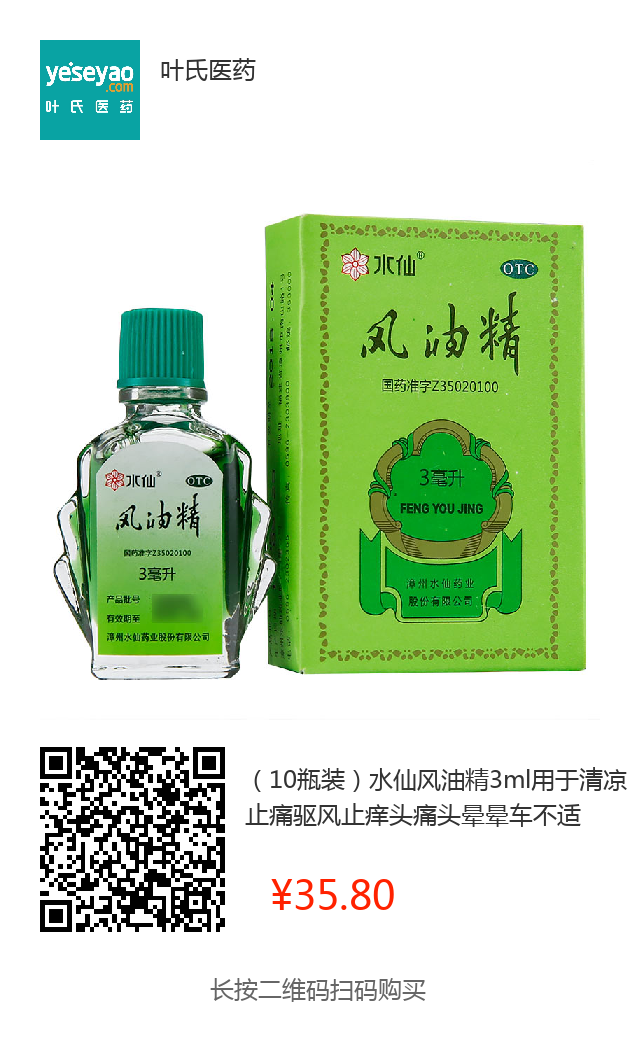 yeseyao
.com
叶氏医药
叶氏医药
水仙®
OTC
风油精
国药准字Z35020100
3毫升
FENG YOU JING
漳州水仙药业
股份有限公司
水仙®
OTC
风油精
国药准字Z35020100
3毫升
产品批号
有效期至
漳州水仙药业股份有限公司
（10瓶装）水仙风油精3ml用于清凉
止痛驱风止痒头痛头晕晕车不适
¥35.80
长按二维码扫码购买